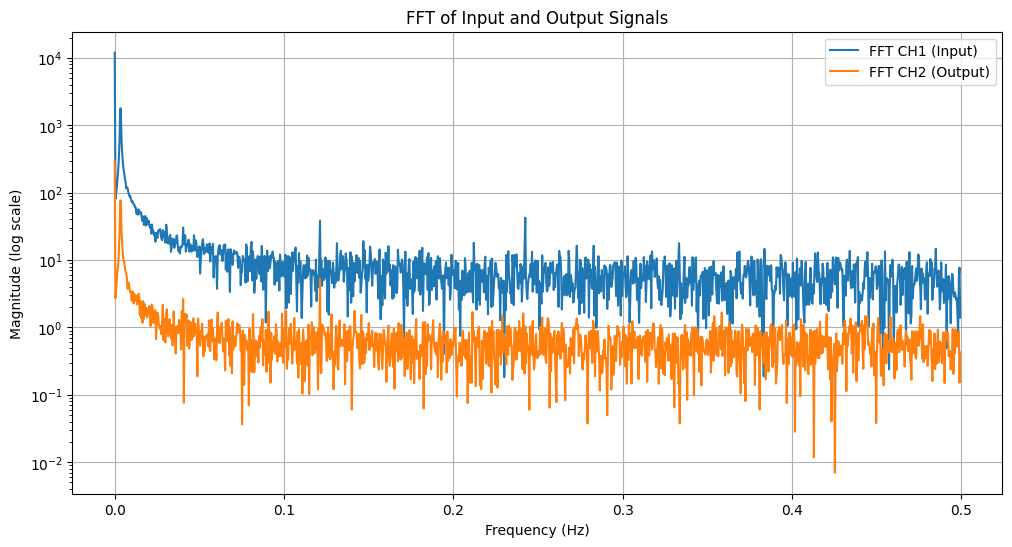 FFT of Input and Output Signals
FFT CH1 (Input)
FFT CH2 (Output)
Magnitude (log scale)
10^4
10^3
10^2
10^1
10^0
10^−1
10^−2
0.0 0.1 0.2 0.3 0.4 0.5
Frequency (Hz)